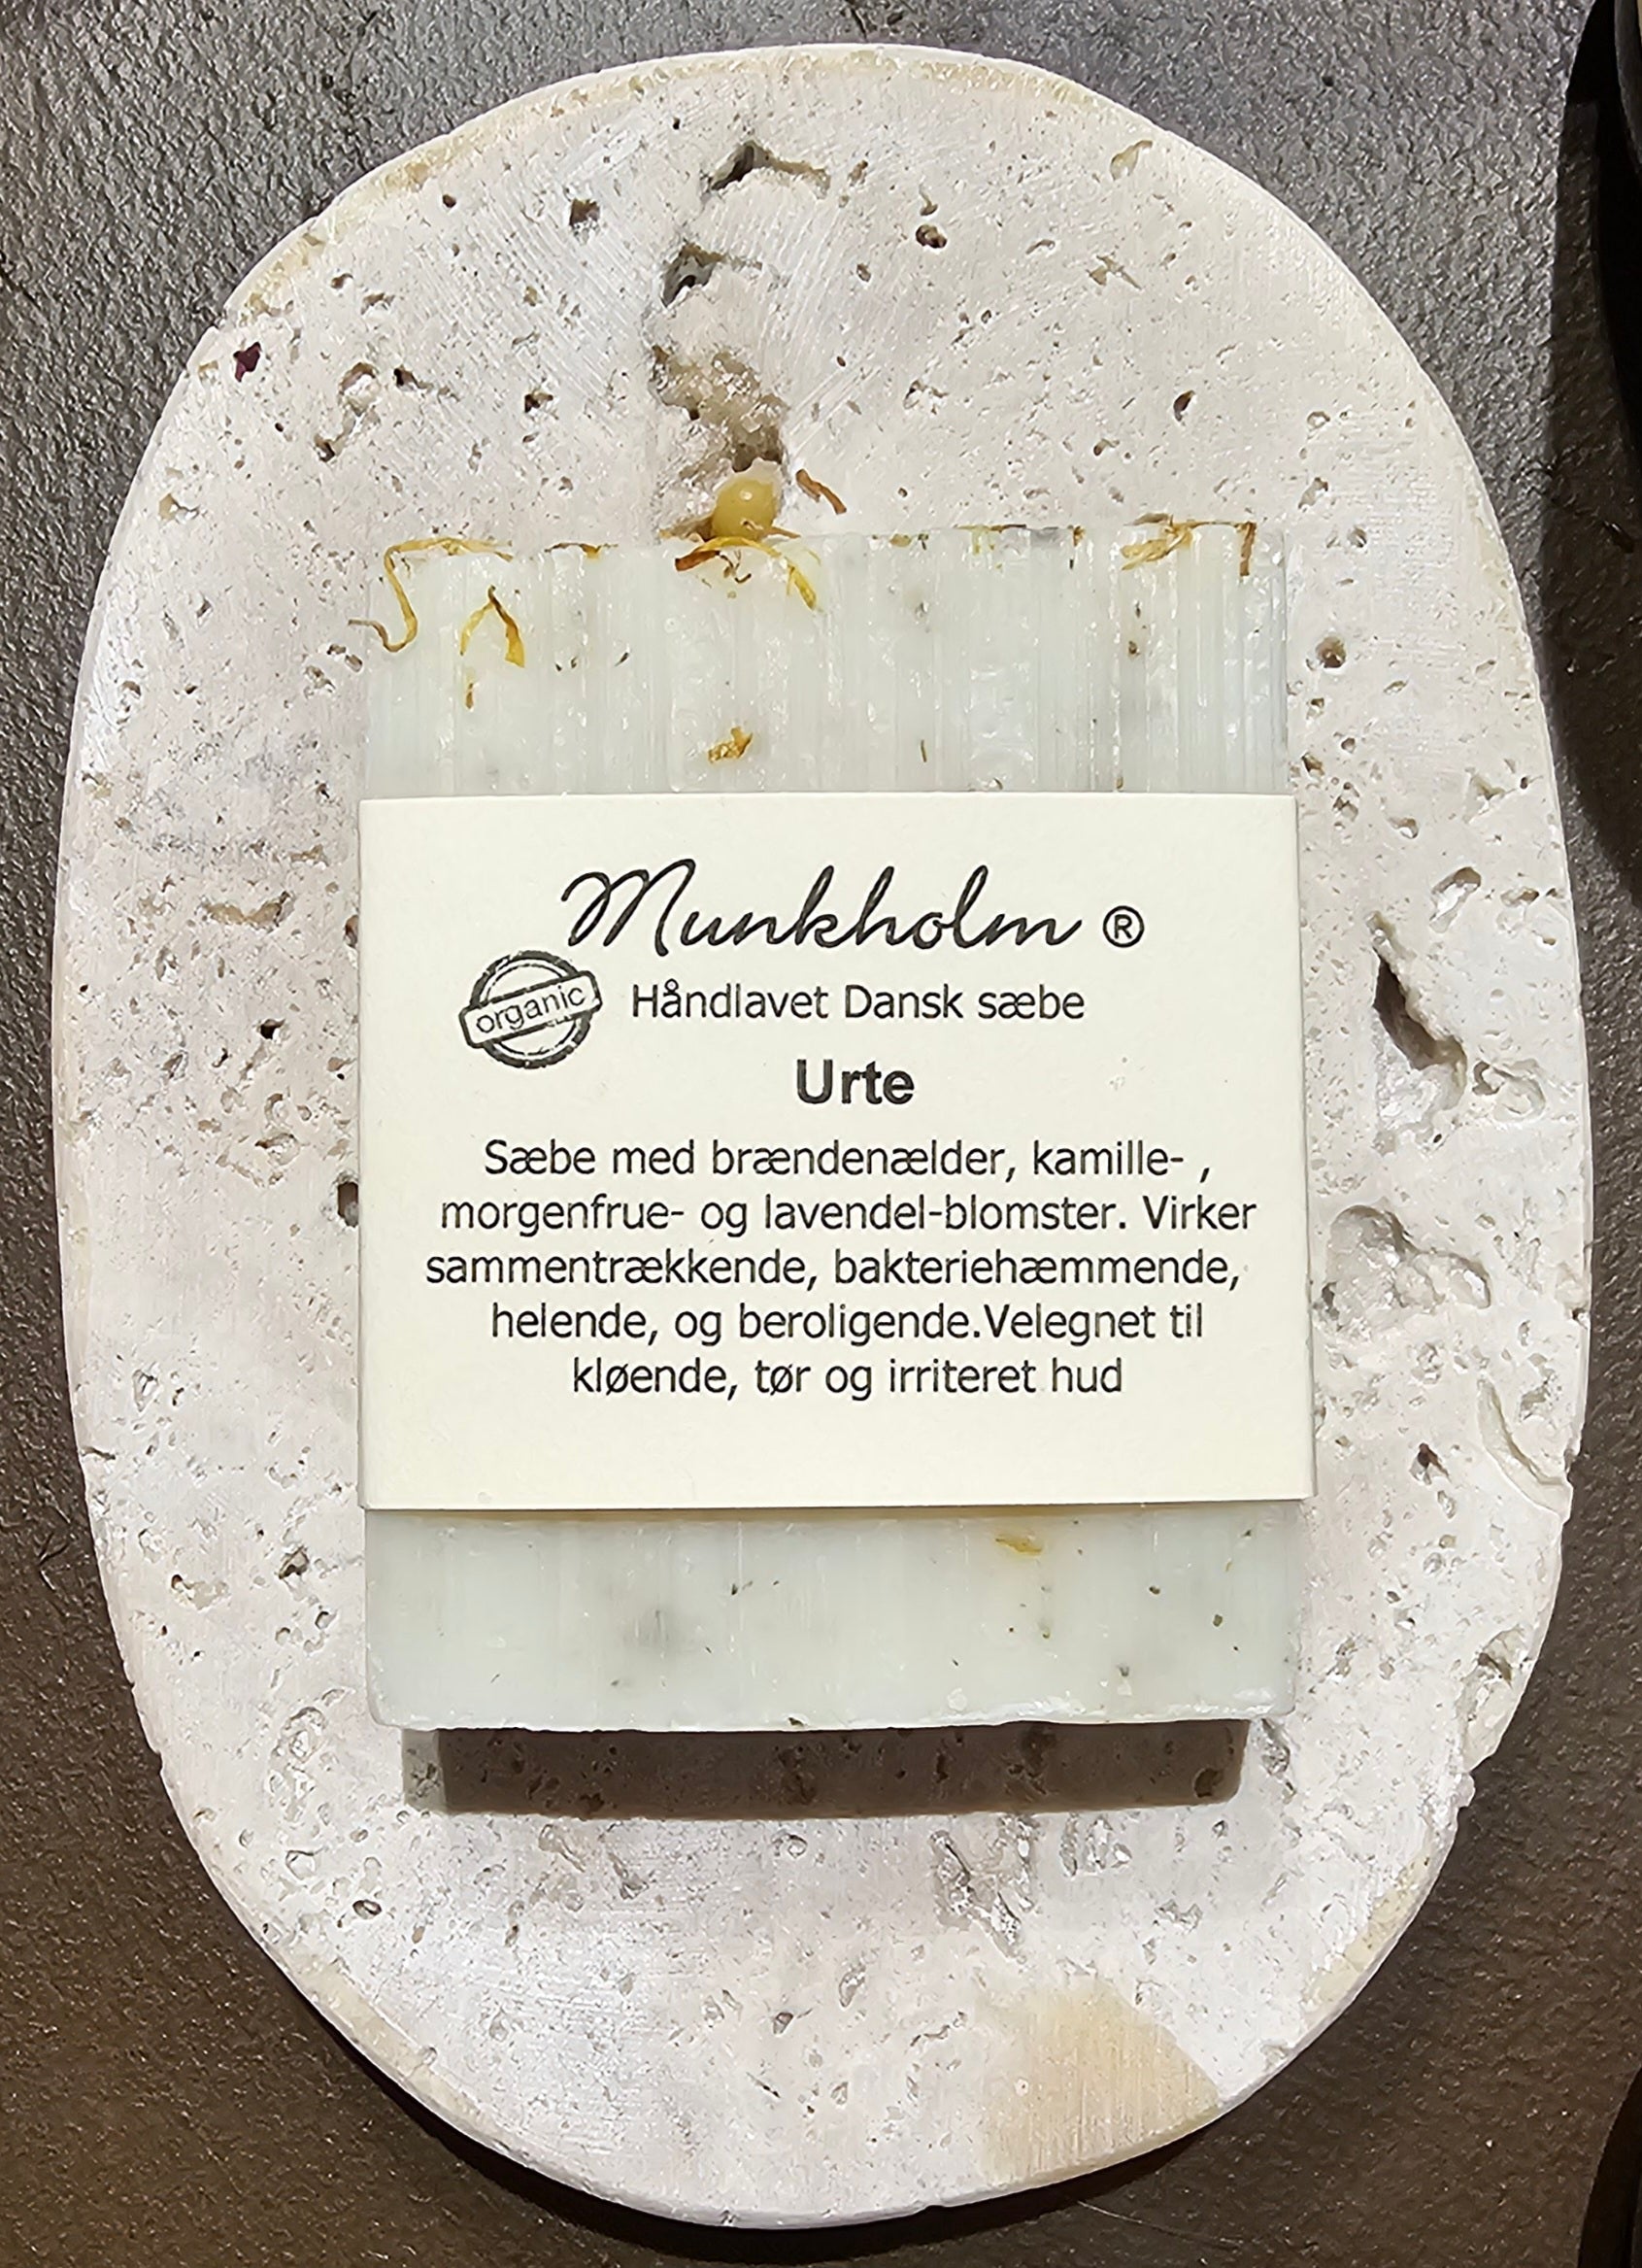 Munkholm ®
organic
Håndlavet Dansk sæbe
Urte
Sæbe med brændenælder, kamille- ,
morgenfrue- og lavendel-blomster. Virker
sammentrækkende, bakteriehæmmende,
helende, og beroligende.Velegnet til
kløende, tør og irriteret hud